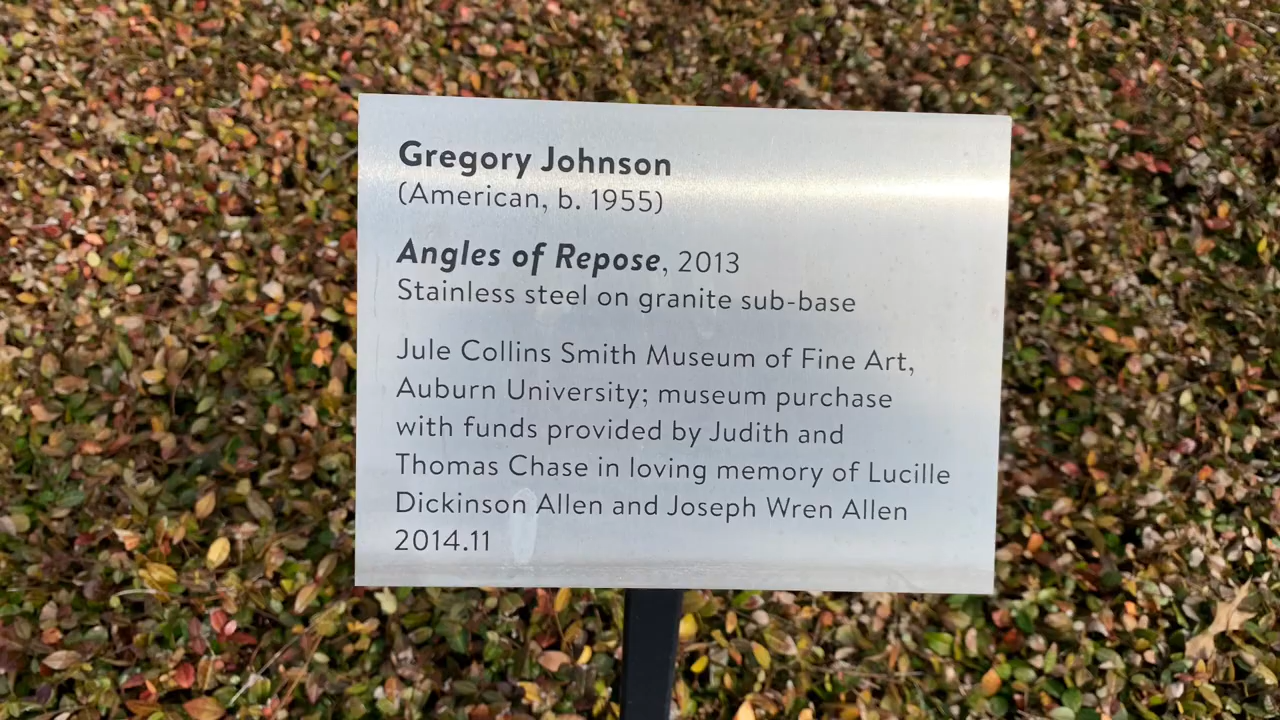 Gregory Johnson
(American, b. 1955)
Angles of Repose, 2013
Stainless steel on granite sub-base
Jule Collins Smith Museum of Fine Art,
Auburn University; museum purchase
with funds provided by Judith and
Thomas Chase in loving memory of Lucille
Dickinson Allen and Joseph Wren Allen
2014.11